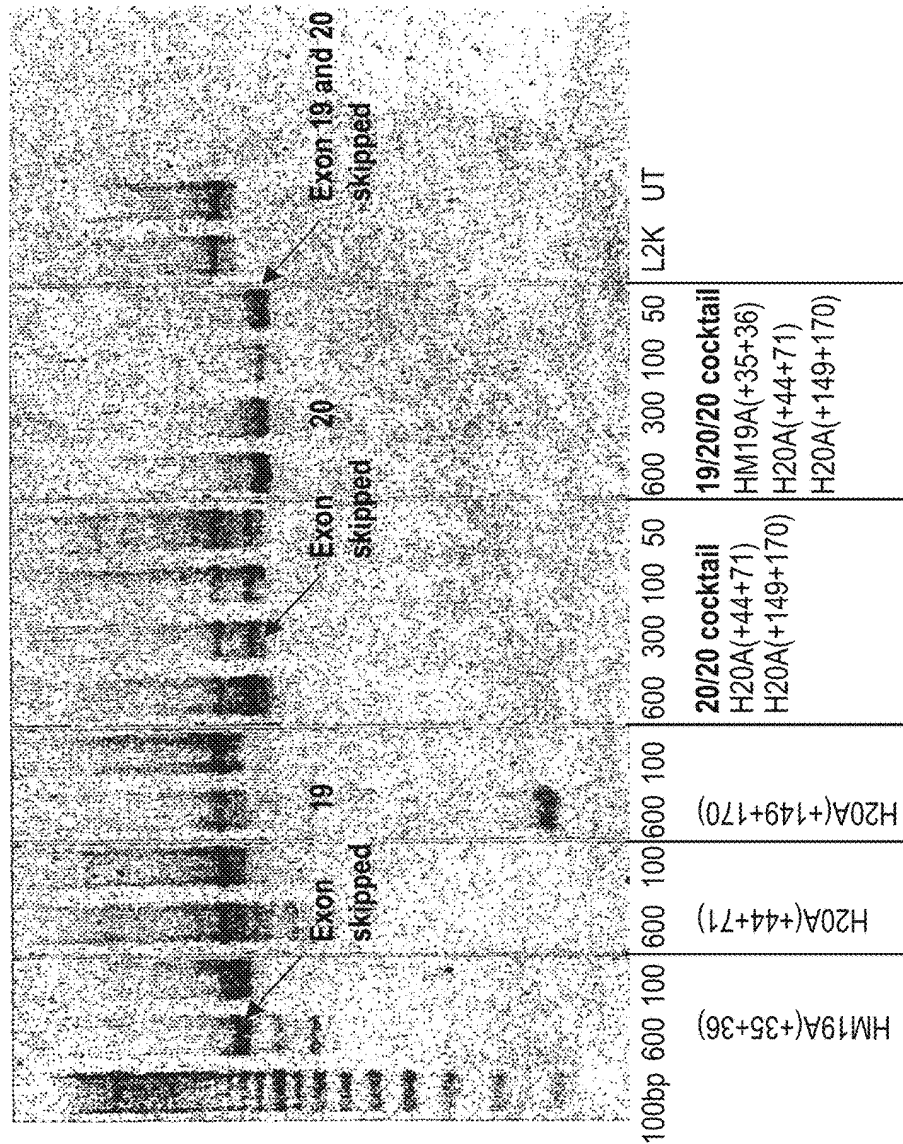 Exon 19
skipped
Exon 20
skipped
Exon 19 and 20
skipped
100bp 600 100 600 100 600 100 600 300 100 50 600 300 100 50 L2K UT
HM19A(+35+36)
H20A(+44+71)
H20A(+149+170)
20/20 cocktail
H20A(+44+71)
H20A(+149+170)
19/20/20 cocktail
HM19A(+35+36)
H20A(+44+71)
H20A(+149+170)